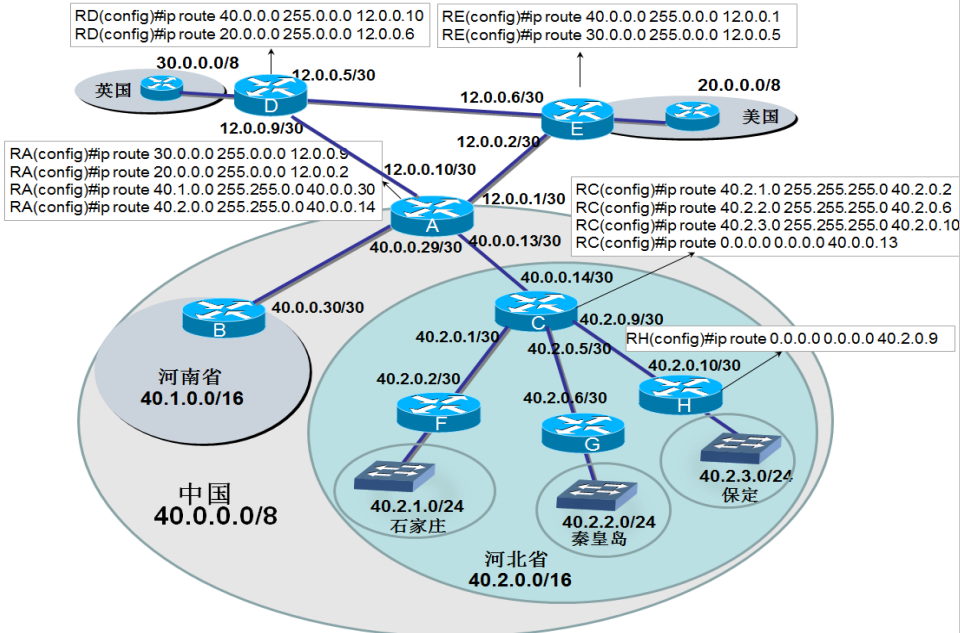 RD(config)#ip route 40.0.0.0 255.0.0.0 12.0.0.10
RD(config)#ip route 20.0.0.0 255.0.0.0 12.0.0.6
RE(config)#ip route 40.0.0.0 255.0.0.0 12.0.0.1
RE(config)#ip route 30.0.0.0 255.0.0.0 12.0.0.5
30.0.0.0/8
英国
D
12.0.0.5/30
12.0.0.6/30
20.0.0.0/8
E
美国
12.0.0.9/30
12.0.0.2/30
RA(config)#ip route 30.0.0.0 255.0.0.0 12.0.0.9
RA(config)#ip route 20.0.0.0 255.0.0.0 12.0.0.2
RA(config)#ip route 40.1.0.0 255.255.0.0 40.0.0.30
RA(config)#ip route 40.2.0.0 255.255.0.0 40.0.0.14
12.0.0.10/30
12.0.0.1/30
A
RC(config)#ip route 40.2.1.0 255.255.255.0 40.2.0.2
RC(config)#ip route 40.2.2.0 255.255.255.0 40.2.0.6
RC(config)#ip route 40.2.3.0 255.255.255.0 40.2.0.10
RC(config)#ip route 0.0.0.0 0.0.0.0 40.0.0.13
40.0.0.29/30
40.0.0.13/30
40.0.0.14/30
40.0.0.30/30
B
C
40.2.0.9/30
40.2.0.1/30
40.2.0.5/30
RH(config)#ip route 0.0.0.0 0.0.0.0 40.2.0.9
河南省
40.1.0.0/16
40.2.0.2/30
40.2.0.6/30
40.2.0.10/30
F
G
H
40.2.1.0/24
石家庄
40.2.2.0/24
秦皇岛
40.2.3.0/24
保定
中国
40.0.0.0/8
河北省
40.2.0.0/16